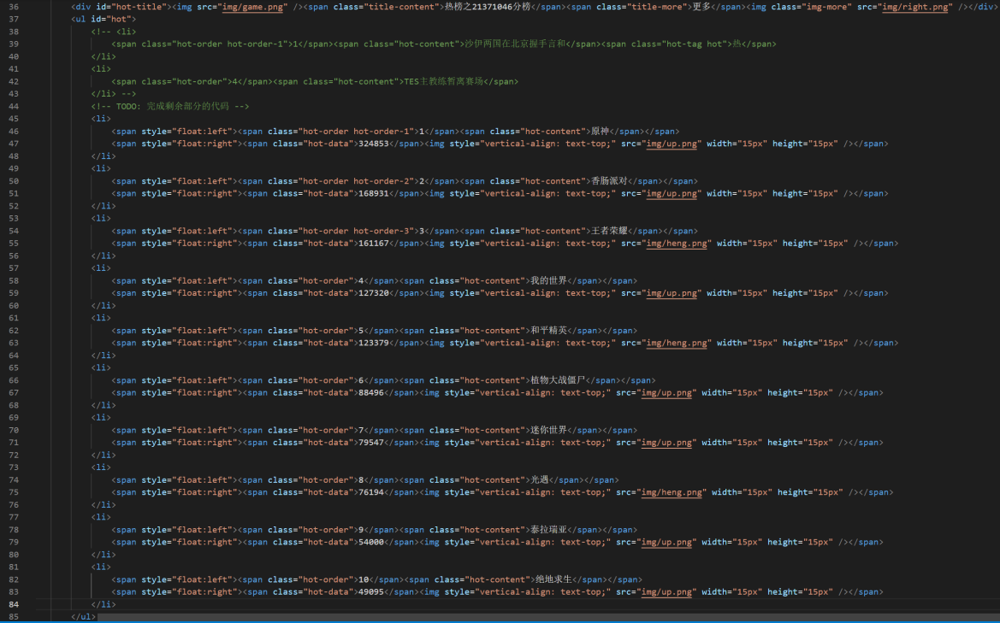 36 <div id="hot-title"><img src="img/game.png" /><span class="title-content">热榜之21371046分榜</span><span class="title-more">更多</span><img class="img-more" src="img/right.png" /></div>
37 <ul id="hot">
38 <!-- <li>
39 <span class="hot-order hot-order-1">1</span><span class="hot-content">沙伊两国在北京握手言和</span><span class="hot-tag hot">热</span>
40 </li>
41 <li>
42 <span class="hot-order">4</span><span class="hot-content">TES主教练暂离赛场</span>
43 </li> -->
44 <!-- TODO: 完成剩余部分的代码 -->
45 <li>
46 <span style="float:left"><span class="hot-order hot-order-1">1</span><span class="hot-content">原神</span></span>
47 <span style="float:right"><span class="hot-data">324853</span><img style="vertical-align: text-top;" src="img/up.png" width="15px" height="15px" /></span>
48 </li>
49 <li>
50 <span style="float:left"><span class="hot-order hot-order-2">2</span><span class="hot-content">香肠派对</span></span>
51 <span style="float:right"><span class="hot-data">168931</span><img style="vertical-align: text-top;" src="img/up.png" width="15px" height="15px" /></span>
52 </li>
53 <li>
54 <span style="float:left"><span class="hot-order hot-order-3">3</span><span class="hot-content">王者荣耀</span></span>
55 <span style="float:right"><span class="hot-data">161167</span><img style="vertical-align: text-top;" src="img/heng.png" width="15px" height="15px" /></span>
56 </li>
57 <li>
58 <span style="float:left"><span class="hot-order">4</span><span class="hot-content">我的世界</span></span>
59 <span style="float:right"><span class="hot-data">127320</span><img style="vertical-align: text-top;" src="img/up.png" width="15px" height="15px" /></span>
60 </li>
61 <li>
62 <span style="float:left"><span class="hot-order">5</span><span class="hot-content">和平精英</span></span>
63 <span style="float:right"><span class="hot-data">123379</span><img style="vertical-align: text-top;" src="img/heng.png" width="15px" height="15px" /></span>
64 </li>
65 <li>
66 <span style="float:left"><span class="hot-order">6</span><span class="hot-content">植物大战僵尸</span></span>
67 <span style="float:right"><span class="hot-data">88496</span><img style="vertical-align: text-top;" src="img/up.png" width="15px" height="15px" /></span>
68 </li>
69 <li>
70 <span style="float:left"><span class="hot-order">7</span><span class="hot-content">迷你世界</span></span>
71 <span style="float:right"><span class="hot-data">79547</span><img style="vertical-align: text-top;" src="img/up.png" width="15px" height="15px" /></span>
72 </li>
73 <li>
74 <span style="float:left"><span class="hot-order">8</span><span class="hot-content">光遇</span></span>
75 <span style="float:right"><span class="hot-data">76194</span><img style="vertical-align: text-top;" src="img/heng.png" width="15px" height="15px" /></span>
76 </li>
77 <li>
78 <span style="float:left"><span class="hot-order">9</span><span class="hot-content">泰拉瑞亚</span></span>
79 <span style="float:right"><span class="hot-data">54000</span><img style="vertical-align: text-top;" src="img/up.png" width="15px" height="15px" /></span>
80 </li>
81 <li>
82 <span style="float:left"><span class="hot-order">10</span><span class="hot-content">绝地求生</span></span>
83 <span style="float:right"><span class="hot-data">49095</span><img style="vertical-align: text-top;" src="img/up.png" width="15px" height="15px" /></span>
84 </li>
85 </ul>